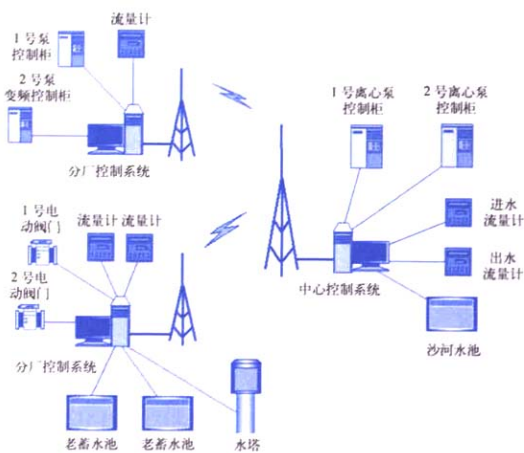 流量计
1号泵
控制柜
2号泵
变频控制柜
分厂控制系统
1号离心泵
控制柜
2号离心泵
控制柜
进水
流量计
出水
流量计
中心控制系统
沙河水池
1号电
动阀门
流量计
流量计
2号电
动阀门
分厂控制系统
老蓄水池
老蓄水池
水塔